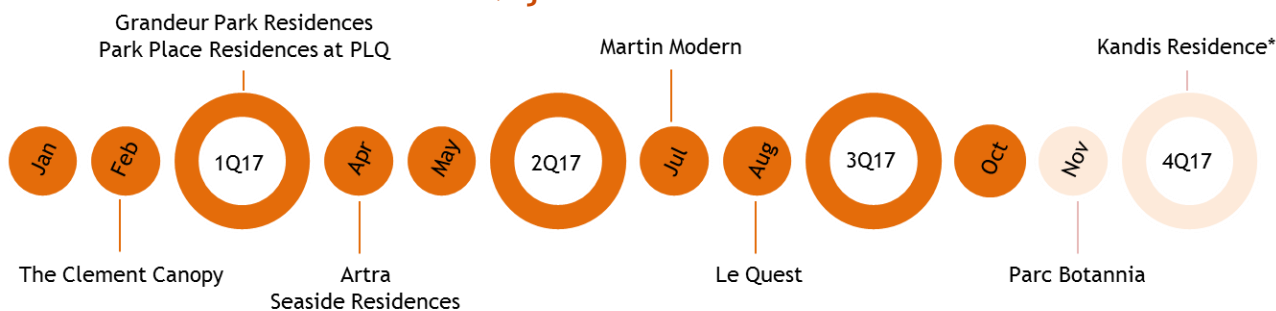 Grandeur Park Residences
Park Place Residences at PLQ
Martin Modern
Kandis Residence*
Jan
Feb
1Q17
Apr
May
2Q17
Jul
Aug
3Q17
Oct
Nov
4Q17
The Clement Canopy
Artra
Seaside Residences
Le Quest
Parc Botannia